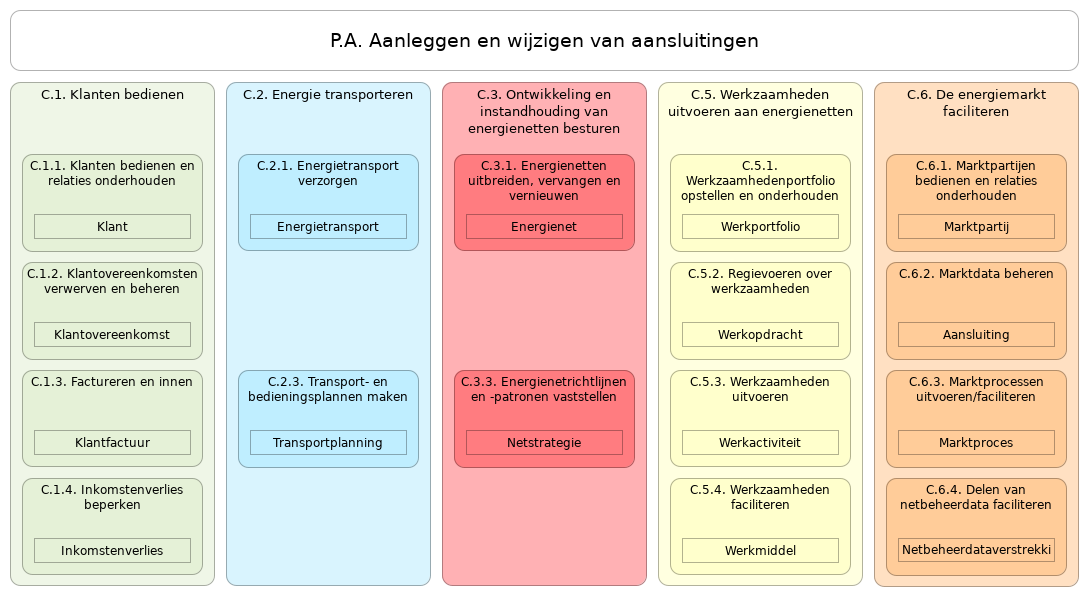 P.A. Aanleggen en wijzigen van aansluitingen
C.1. Klanten bedienen
C.1.1. Klanten bedienen en
relaties onderhouden
Klant
C.1.2. Klantovereenkomsten
verwerven en beheren
Klantovereenkomst
C.1.3. Factureren en innen
Klantfactuur
C.1.4. Inkomstenverlies
beperken
Inkomstenverlies
C.2. Energie transporteren
C.2.1. Energietransport
verzorgen
Energietransport
C.2.3. Transport- en
bedieningsplannen maken
Transportplanning
C.3. Ontwikkeling en
instandhouding van
energienetten besturen
C.3.1. Energienetten
uitbreiden, vervangen en
vernieuwen
Energienet
C.3.3. Energienetrichtlijnen
en -patronen vaststellen
Netstrategie
C.5. Werkzaamheden
uitvoeren aan energienetten
C.5.1.
Werkzaamhedenportfolio
opstellen en onderhouden
Werkportfolio
C.5.2. Regievoeren over
werkzaamheden
Werkopdracht
C.5.3. Werkzaamheden
uitvoeren
Werkactiviteit
C.5.4. Werkzaamheden
faciliteren
Werkmiddel
C.6. De energiemarkt
faciliteren
C.6.1. Marktpartijen
bedienen en relaties
onderhouden
Marktpartij
C.6.2. Marktdata beheren
Aansluiting
C.6.3. Marktprocessen
uitvoeren/faciliteren
Marktproces
C.6.4. Delen van
netbeheerdata faciliteren
Netbeheerdataverstrekki